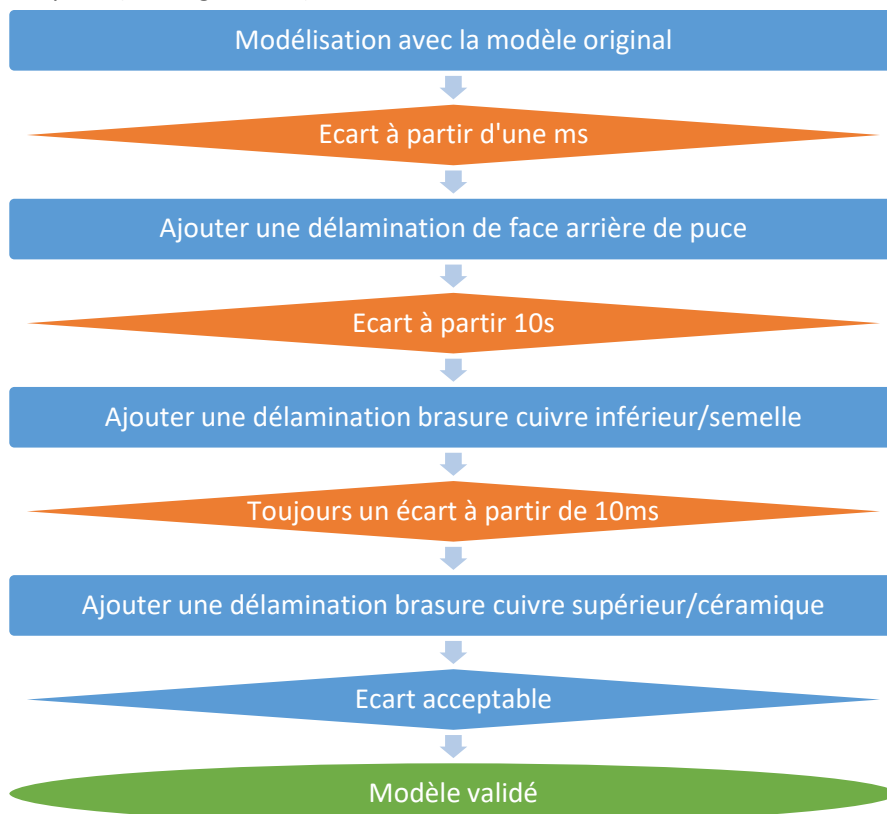 Modélisation avec la modèle original
Ecart à partir d'une ms
Ajouter une délamination de face arrière de puce
Ecart à partir 10s
Ajouter une délamination brasure cuivre inférieur/semelle
Toujours un écart à partir de 10ms
Ajouter une délamination brasure cuivre supérieur/céramique
Ecart acceptable
Modèle validé